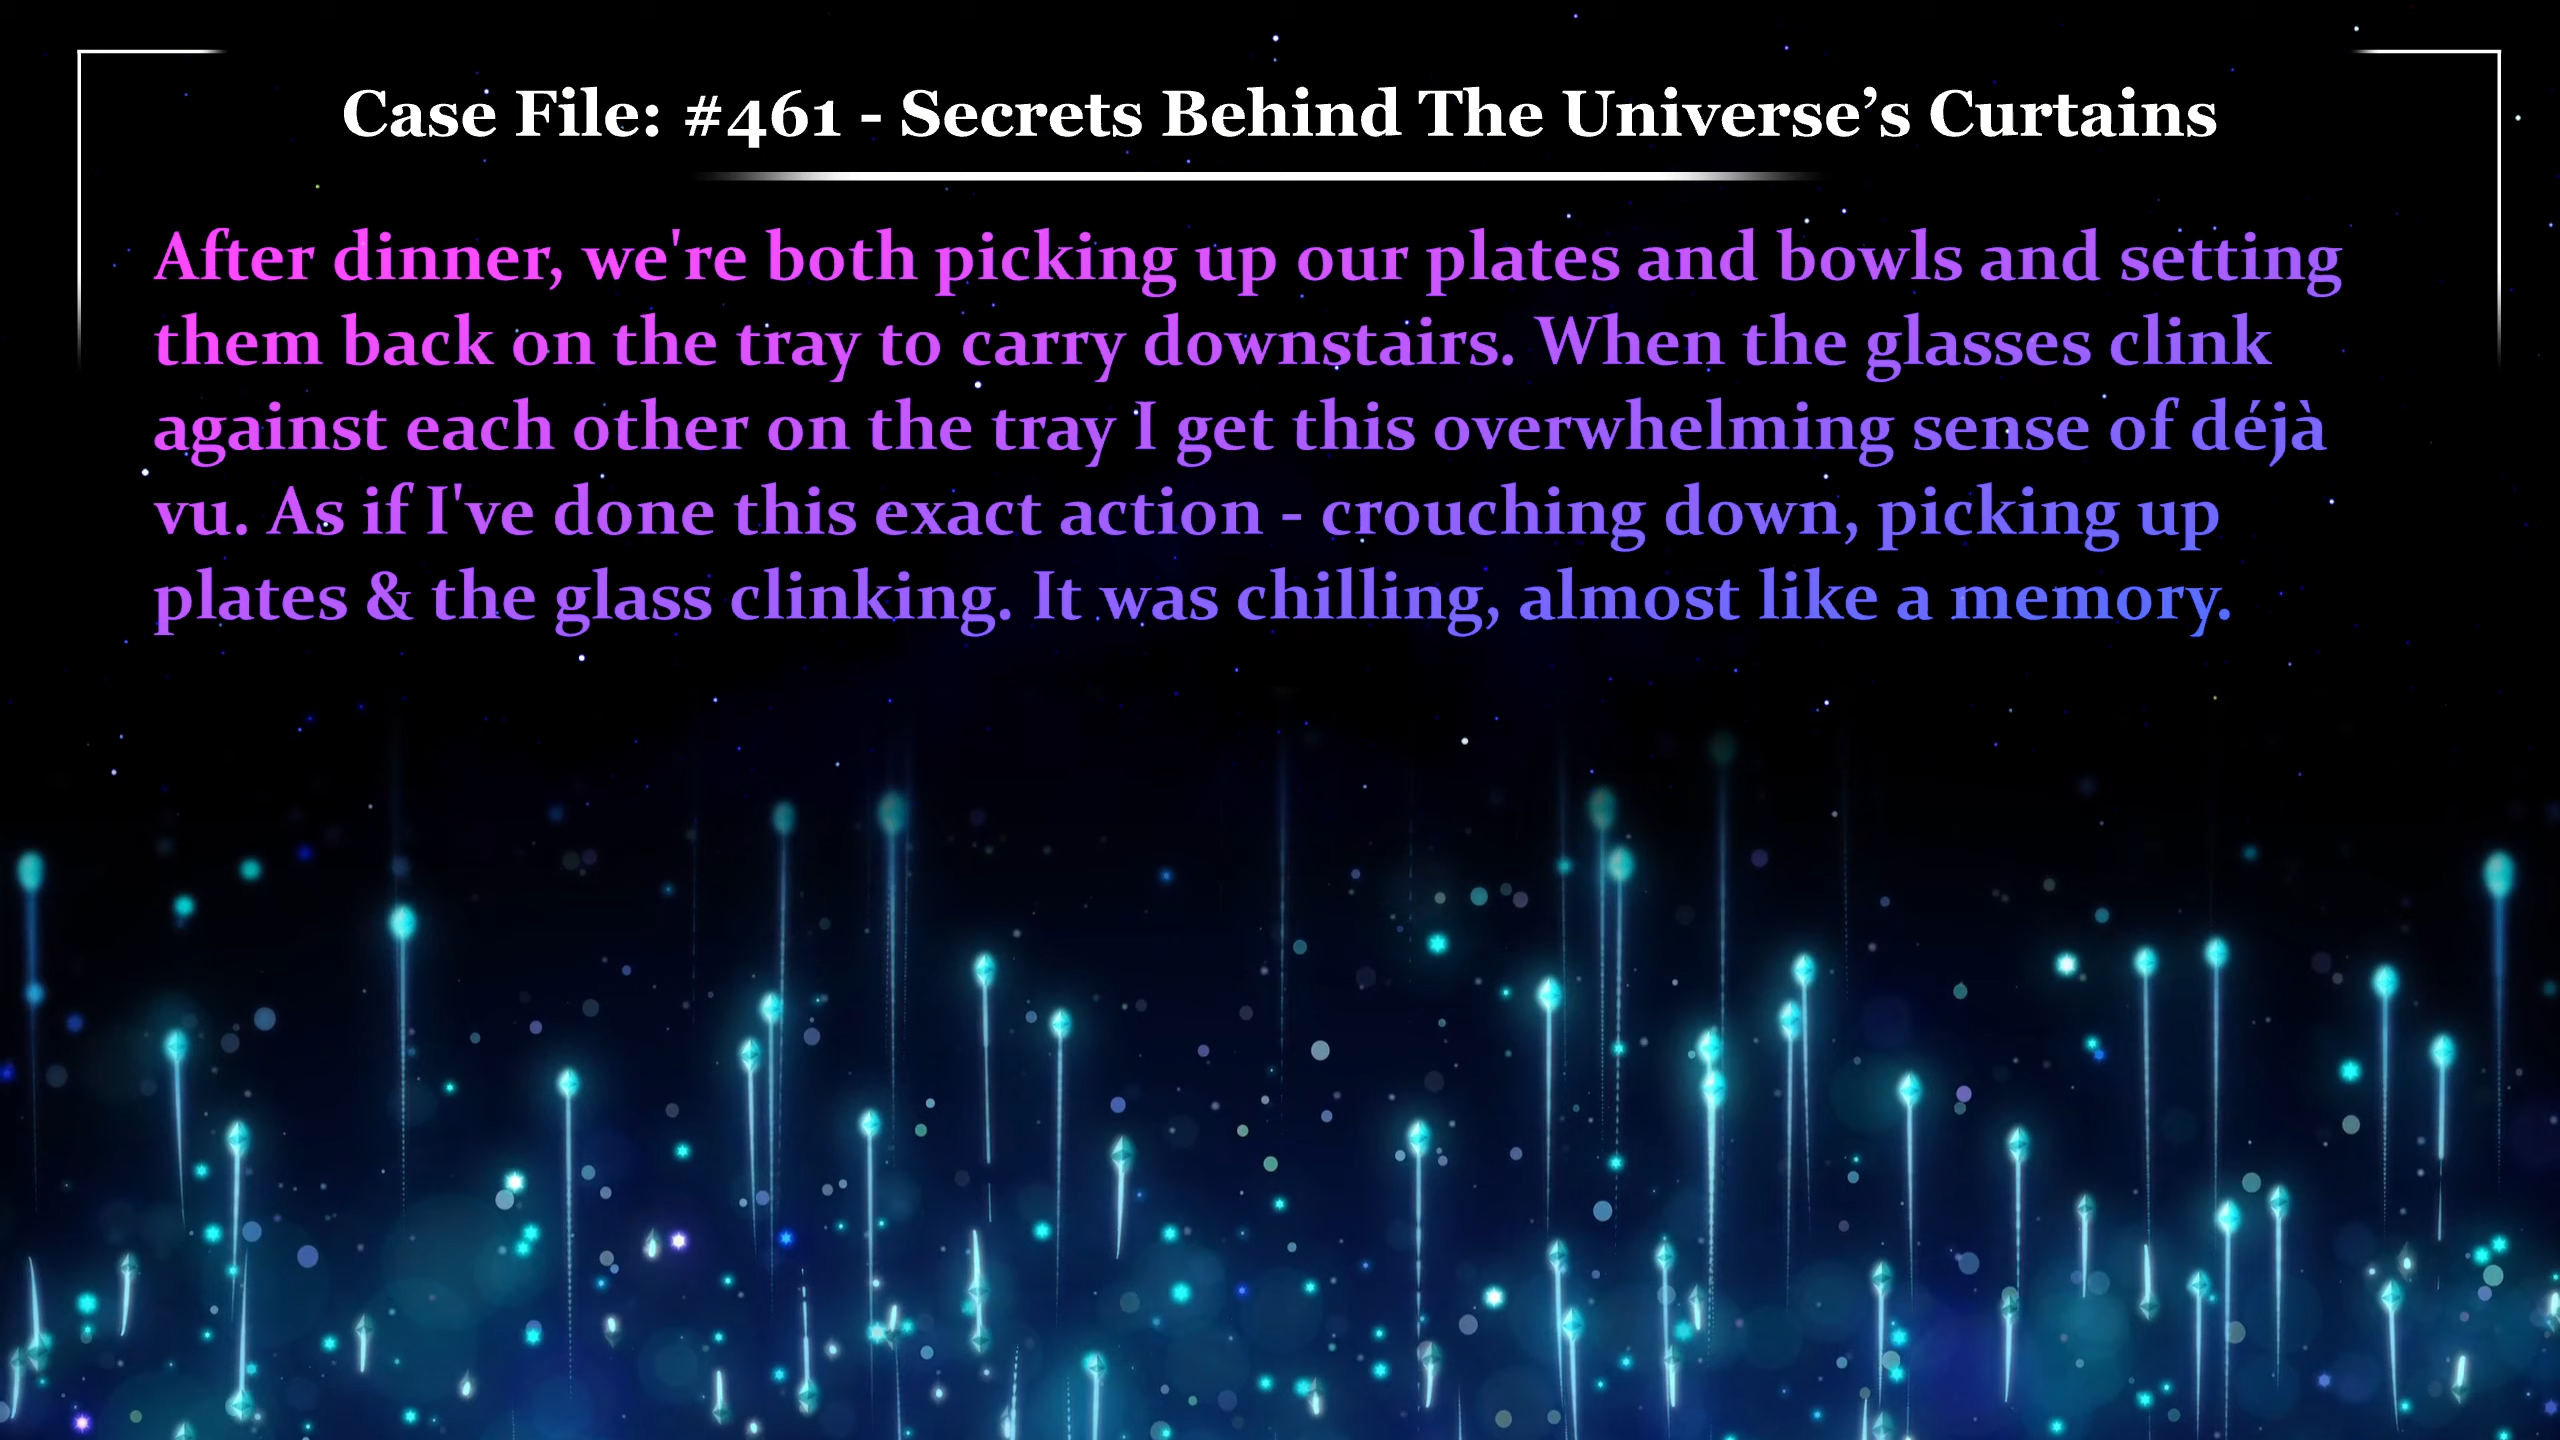 Case File: #461 - Secrets Behind The Universe’s Curtains
After dinner, we're both picking up our plates and bowls and setting
them back on the tray to carry downstairs. When the glasses clink
against each other on the tray I get this overwhelming sense of déjà
vu. As if I've done this exact action - crouching down, picking up
plates & the glass clinking. It was chilling, almost like a memory.